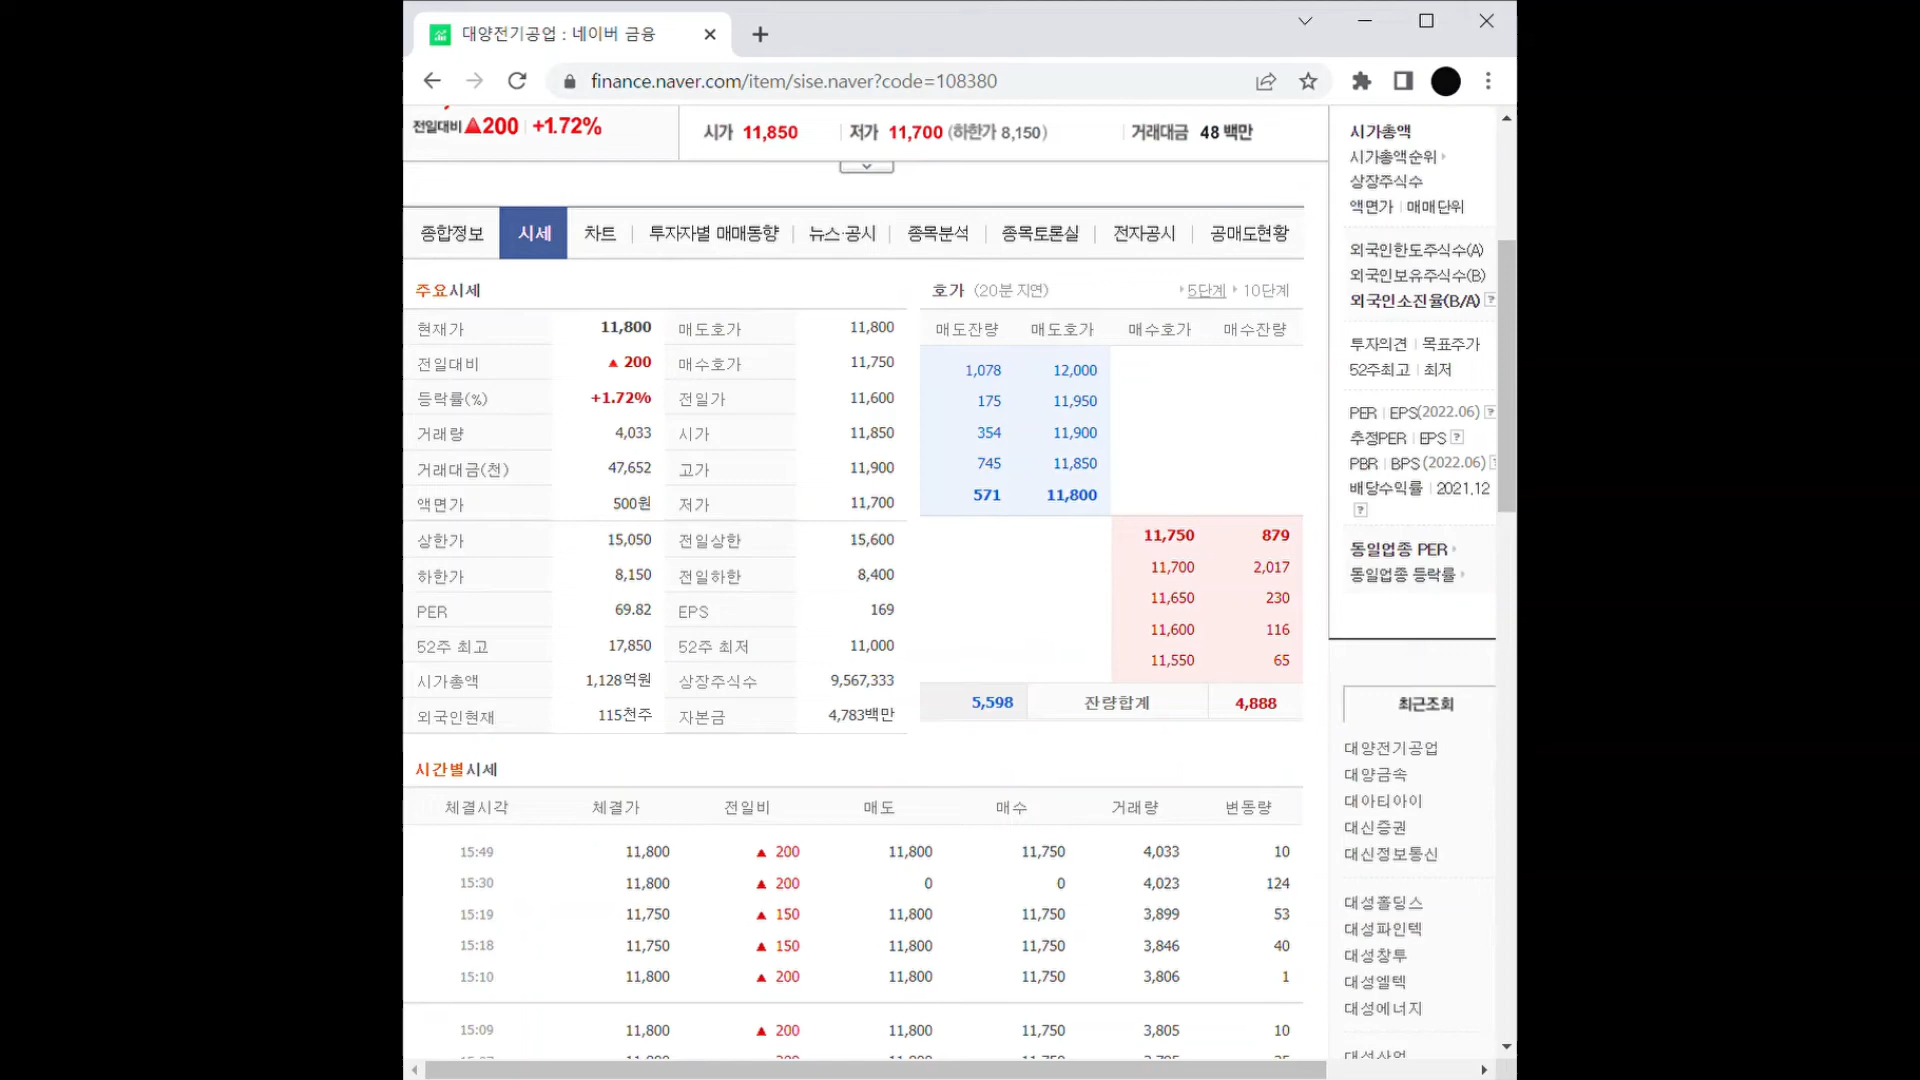 대양전기공업 : 네이버 금융
finance.naver.com/item/sise.naver?code=108380
전일대비 ▲200 +1.72%
시가 11,850 저가 11,700 (하한가 8,150) 거래대금 48 백만
종합정보 시세 차트 투자자별 매매동향 뉴스·공시 종목분석 종목토론실 전자공시 공매도현황
주요시세
현재가 11,800 매도호가 11,800
전일대비 ▲ 200 매수호가 11,750
등락률(%) +1.72% 전일가 11,600
거래량 4,033 시가 11,850
거래대금(천) 47,652 고가 11,900
액면가 500원 저가 11,700
상한가 15,050 전일상한 15,600
하한가 8,150 전일하한 8,400
PER 69.82 EPS 169
52주 최고 17,850 52주 최저 11,000
시가총액 1,128억원 상장주식수 9,567,333
외국인현재 115천주 자본금 4,783백만
호가 (20분 지연) 5단계 10단계
매도잔량 매도호가 매수호가 매수잔량
1,078 12,000
175 11,950
354 11,900
745 11,850
571 11,800
11,750 879
11,700 2,017
11,650 230
11,600 116
11,550 65
5,598 잔량합계 4,888
시간별시세
체결시각 체결가 전일비 매도 매수 거래량 변동량
15:49 11,800 ▲ 200 11,800 11,750 4,033 10
15:30 11,800 ▲ 200 0 0 4,023 124
15:19 11,750 ▲ 150 11,800 11,750 3,899 53
15:18 11,750 ▲ 150 11,800 11,750 3,846 40
15:10 11,800 ▲ 200 11,800 11,750 3,806 1
15:09 11,800 ▲ 200 11,800 11,750 3,805 10
시가총액
시가총액순위
상장주식수
액면가 | 매매단위
외국인한도주식수(A)
외국인보유주식수(B)
외국인소진율(B/A) ?
투자의견 | 목표주가
52주최고 | 최저
PER | EPS(2022.06) ?
추정PER | EPS ?
PBR | BPS (2022.06)
배당수익률 | 2021.12
?
동일업종 PER
동일업종 등락률
최근조회
대양전기공업
대양금속
대아티아이
대신증권
대신정보통신
대성홀딩스
대성파인텍
대성창투
대성엘텍
대성에너지